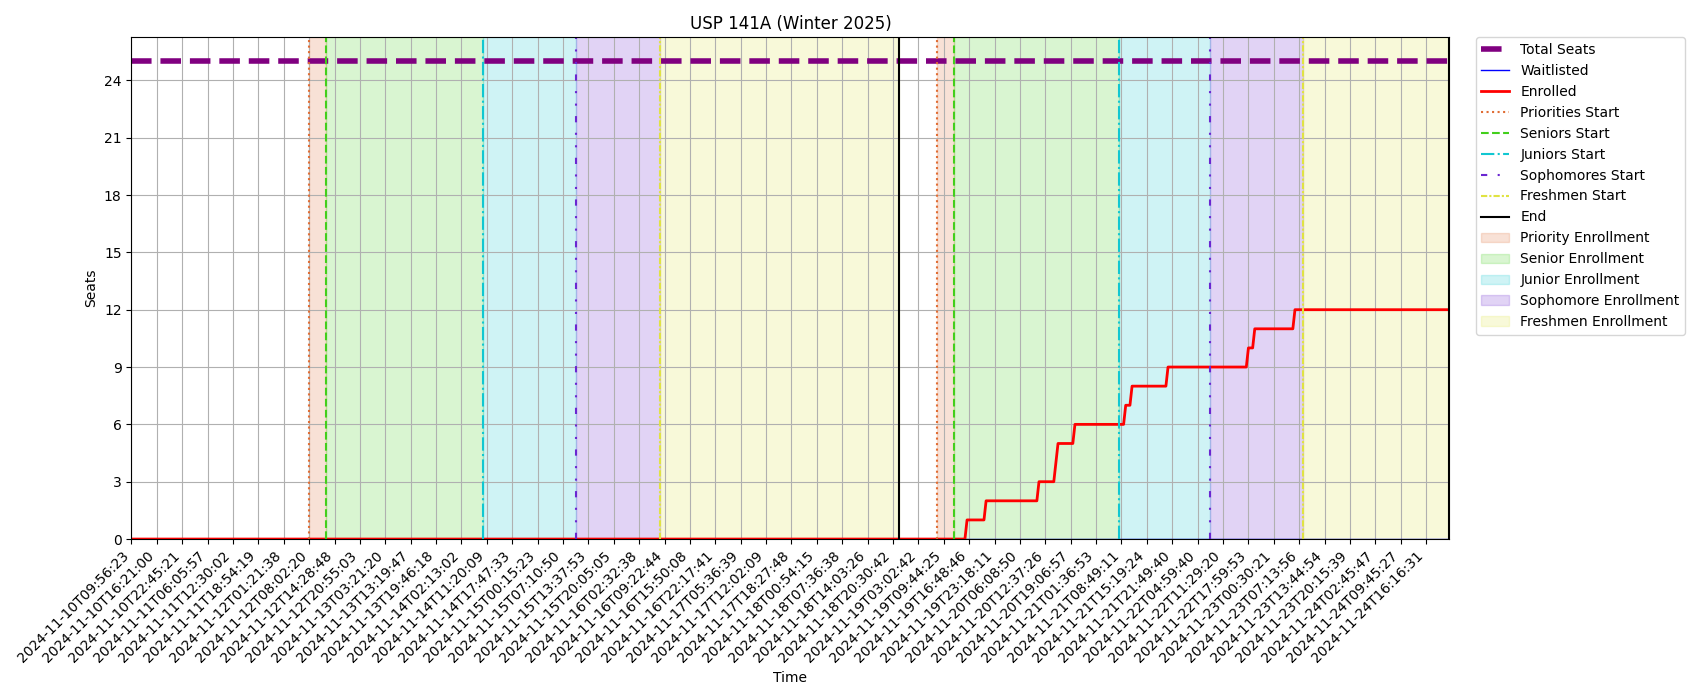 USP 141A (Winter 2025)
Seats
24
21
18
15
12
9
6
3
0
2024-11-10T09:56:23
2024-11-10T16:21:00
2024-11-10T22:45:21
2024-11-11T06:05:57
2024-11-11T12:30:02
2024-11-11T18:54:19
2024-11-12T01:21:38
2024-11-12T08:02:20
2024-11-12T14:28:48
2024-11-12T20:55:03
2024-11-13T03:21:20
2024-11-13T13:19:47
2024-11-13T19:46:18
2024-11-14T02:13:02
2024-11-14T11:20:09
2024-11-14T17:47:33
2024-11-15T00:15:23
2024-11-15T07:10:50
2024-11-15T13:37:53
2024-11-15T20:05:05
2024-11-16T02:32:38
2024-11-16T09:22:44
2024-11-16T15:50:08
2024-11-16T22:17:41
2024-11-17T05:36:39
2024-11-17T12:02:09
2024-11-17T18:27:48
2024-11-18T00:54:15
2024-11-18T07:36:38
2024-11-18T14:03:26
2024-11-18T20:30:42
2024-11-19T03:02:42
2024-11-19T09:44:25
2024-11-19T16:48:46
2024-11-19T23:18:11
2024-11-20T06:08:50
2024-11-20T12:37:26
2024-11-20T19:06:57
2024-11-21T01:36:53
2024-11-21T08:49:11
2024-11-21T15:19:24
2024-11-21T21:49:40
2024-11-22T04:59:40
2024-11-22T11:29:20
2024-11-22T17:59:53
2024-11-23T00:30:21
2024-11-23T07:13:56
2024-11-23T13:44:54
2024-11-23T20:15:39
2024-11-24T02:45:47
2024-11-24T09:45:27
2024-11-24T16:16:31
Time
Total Seats
Waitlisted
Enrolled
Priorities Start
Seniors Start
Juniors Start
Sophomores Start
Freshmen Start
End
Priority Enrollment
Senior Enrollment
Junior Enrollment
Sophomore Enrollment
Freshmen Enrollment